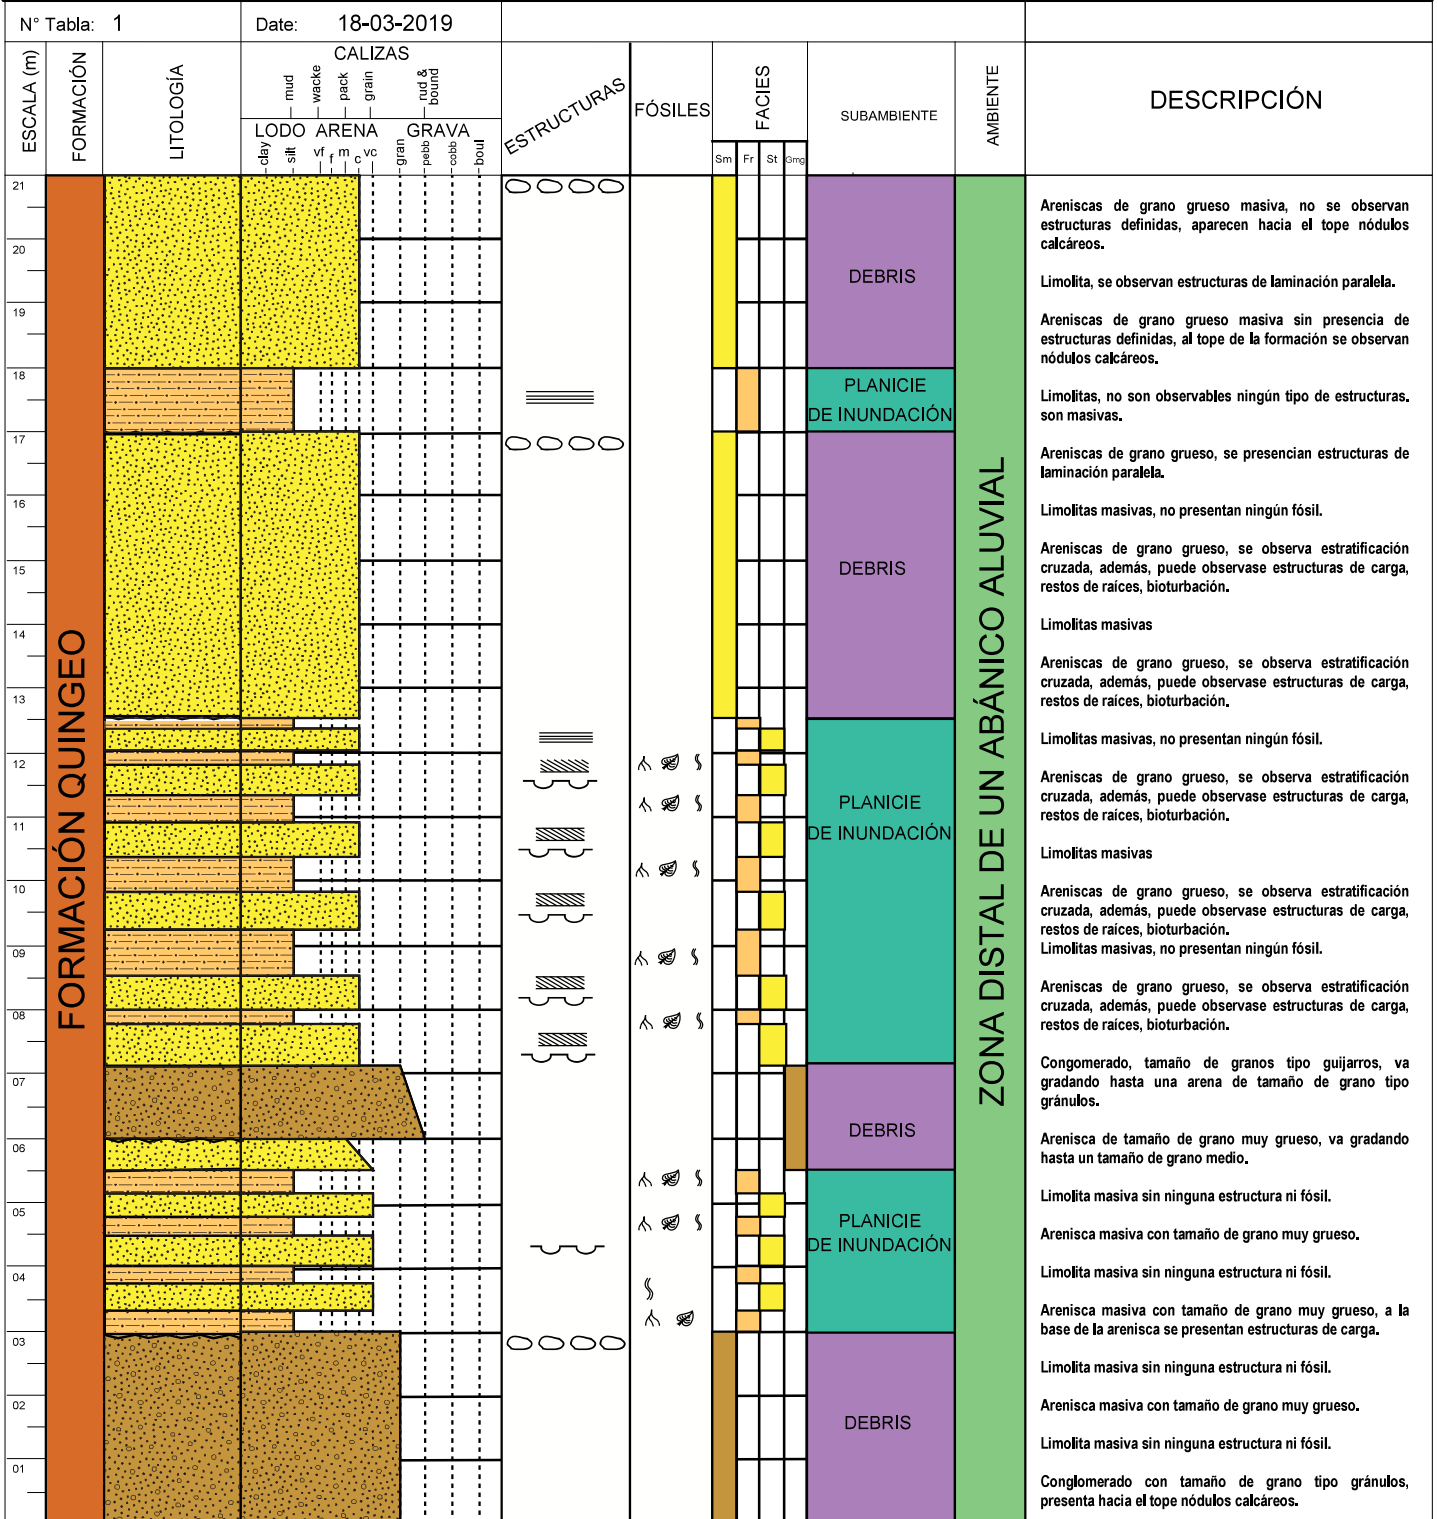 N° Tabla: 1
Date: 18-03-2019
ESCALA (m)
FORMACIÓN
LITOLOGÍA
CALIZAS
mud
wacke
pack
grain
rud &
bound
LODO ARENA GRAVA
clay
silt
vf
f
m
c
vc
gran
pebb
cobb
boul
ESTRUCTURAS
FÓSILES
FACIES
Sm
Fr
St
Gmg
SUBAMBIENTE
AMBIENTE
DESCRIPCIÓN
21
20
19
18
17
16
15
14
13
12
11
10
09
08
07
06
05
04
03
02
01
FORMACIÓN QUINGEO
DEBRIS
PLANICIE
DE INUNDACIÓN
DEBRIS
PLANICIE
DE INUNDACIÓN
DEBRIS
PLANICIE
DE INUNDACIÓN
DEBRIS
ZONA DISTAL DE UN ABÁNICO ALUVIAL
Areniscas de grano grueso masiva, no se observan
estructuras definidas, aparecen hacia el tope nódulos
calcáreos.
Limolita, se observan estructuras de laminación paralela.
Areniscas de grano grueso masiva sin presencia de
estructuras definidas, al tope de la formación se observan
nódulos calcáreos.
Limolitas, no son observables ningún tipo de estructuras.
son masivas.
Areniscas de grano grueso, se presencian estructuras de
laminación paralela.
Limolitas masivas, no presentan ningún fósil.
Areniscas de grano grueso, se observa estratificación
cruzada, además, puede observase estructuras de carga,
restos de raíces, bioturbación.
Limolitas masivas
Areniscas de grano grueso, se observa estratificación
cruzada, además, puede observase estructuras de carga,
restos de raíces, bioturbación.
Limolitas masivas, no presentan ningún fósil.
Areniscas de grano grueso, se observa estratificación
cruzada, además, puede observase estructuras de carga,
restos de raíces, bioturbación.
Limolitas masivas
Areniscas de grano grueso, se observa estratificación
cruzada, además, puede observase estructuras de carga,
restos de raíces, bioturbación.
Limolitas masivas, no presentan ningún fósil.
Areniscas de grano grueso, se observa estratificación
cruzada, además, puede observase estructuras de carga,
restos de raíces, bioturbación.
Congomerado, tamaño de granos tipo guijarros, va
gradando hasta una arena de tamaño de grano tipo
gránulos.
Arenisca de tamaño de grano muy grueso, va gradando
hasta un tamaño de grano medio.
Limolita masiva sin ninguna estructura ni fósil.
Arenisca masiva con tamaño de grano muy grueso.
Limolita masiva sin ninguna estructura ni fósil.
Arenisca masiva con tamaño de grano muy grueso, a la
base de la arenisca se presentan estructuras de carga.
Limolita masiva sin ninguna estructura ni fósil.
Arenisca masiva con tamaño de grano muy grueso.
Limolita masiva sin ninguna estructura ni fósil.
Conglomerado con tamaño de grano tipo gránulos,
presenta hacia el tope nódulos calcáreos.